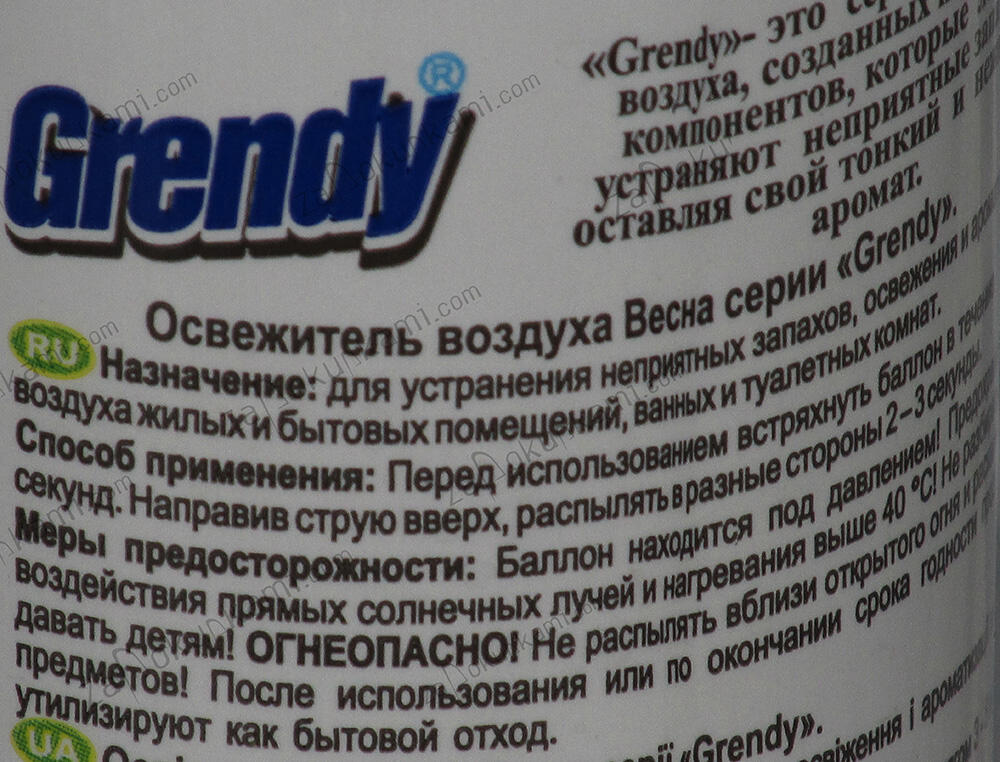 Grendy®
«Grendy»- это
воздуха, созданных
компонентов, которые
устраняют неприятные
оставляя свой тонкий и
аромат.
Освежитель воздуха Весна серии «Grendy».
RU
Назначение: для устранения неприятных запахов, освежения и
воздуха жилых и бытовых помещений, ванных и туалетных комнат.
Способ применения: Перед использованием встряхнуть баллон в
секунд. Направив струю вверх, распылять в разные стороны 2–3 секунды.
Меры предосторожности: Баллон находится под давлением!
воздействия прямых солнечных лучей и нагревания выше 40 °С! Не
давать детям! ОГНЕОПАСНО! Не распылять вблизи открытого огня и
предметов! После использования или по окончании срока годности
утилизируют как бытовой отход.
UA
«Grendy».
і
zaPokupkami.com